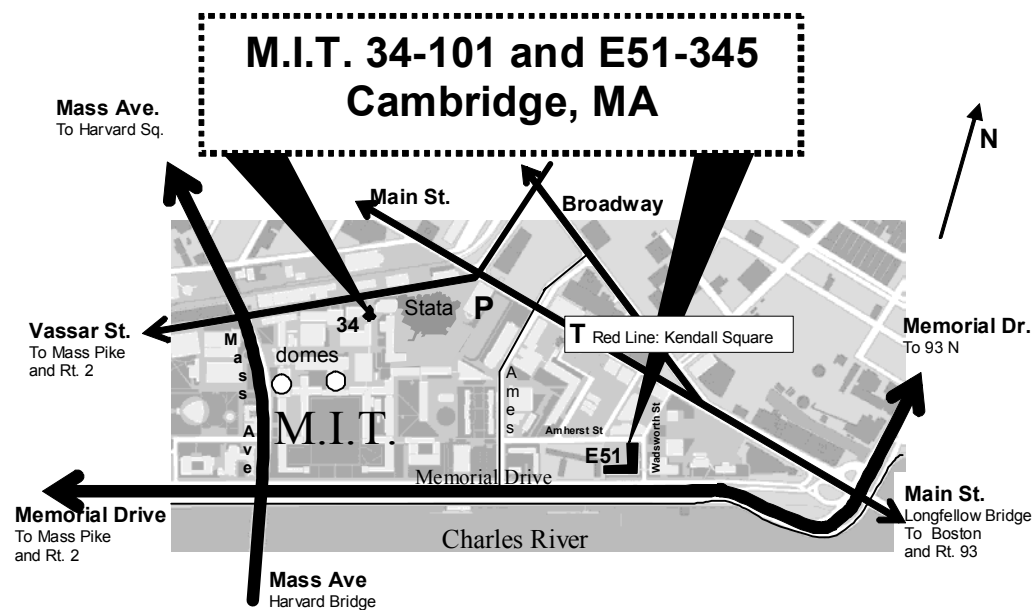 M.I.T. 34-101 and E51-345
Cambridge, MA
Mass Ave.
To Harvard Sq.
N
Main St.
Broadway
Vassar St.
To Mass Pike
and Rt. 2
34
Stata
P
T Red Line: Kendall Square
Memorial Dr.
To 93 N
Mass Ave
domes
M.I.T.
Ames
Amherst St
Wadsworth St
E51
Memorial Drive
Memorial Drive
To Mass Pike
and Rt. 2
Charles River
Main St.
Longfellow Bridge
To Boston
and Rt. 93
Mass Ave
Harvard Bridge